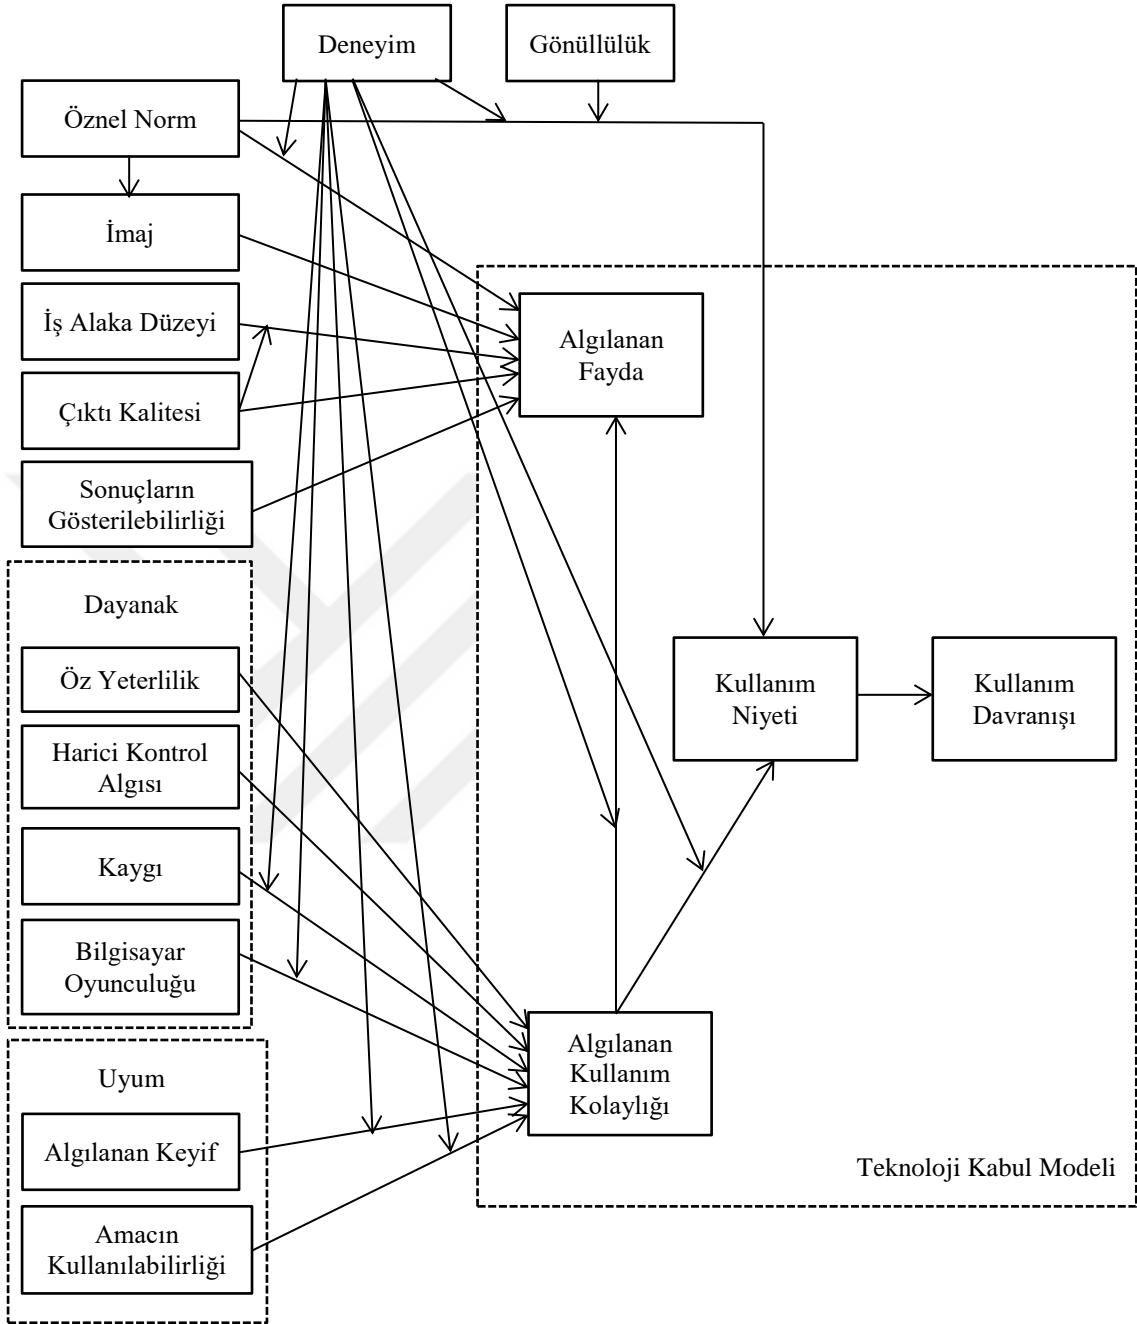 Deneyim
Gönüllülük
Öznel Norm
İmaj
İş Alaka Düzeyi
Çıktı Kalitesi
Sonuçların
Gösterilebilirliği
Dayanak
Öz Yeterlilik
Harici Kontrol
Algısı
Kaygı
Bilgisayar
Oyunculuğu
Uyum
Algılanan Keyif
Amacın
Kullanılabilirliği
Algılanan
Fayda
Kullanım
Niyeti
Kullanım
Davranışı
Algılanan
Kullanım
Kolaylığı
Teknoloji Kabul Modeli